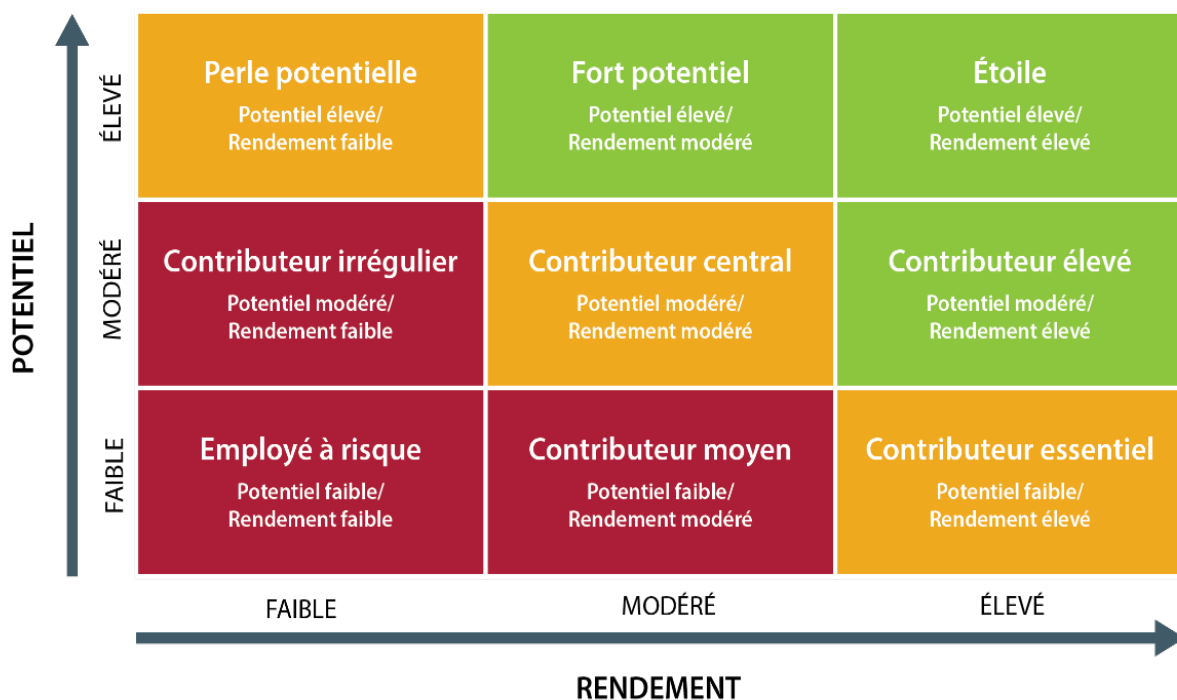 POTENTIEL
ÉLEVÉ
Perle potentielle
Potentiel élevé/
Rendement faible
Fort potentiel
Potentiel élevé/
Rendement modéré
Étoile
Potentiel élevé/
Rendement élevé
MODÉRÉ
Contributeur irrégulier
Potentiel modéré/
Rendement faible
Contributeur central
Potentiel modéré/
Rendement modéré
Contributeur élevé
Potentiel modéré/
Rendement élevé
FAIBLE
Employé à risque
Potentiel faible/
Rendement faible
Contributeur moyen
Potentiel faible/
Rendement modéré
Contributeur essentiel
Potentiel faible/
Rendement élevé
FAIBLE
MODÉRÉ
ÉLEVÉ
RENDEMENT